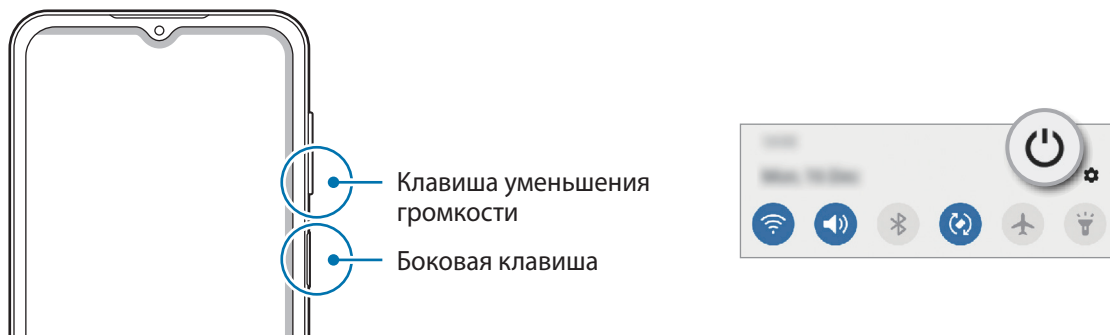 Клавиша уменьшения
громкости
Боковая клавиша